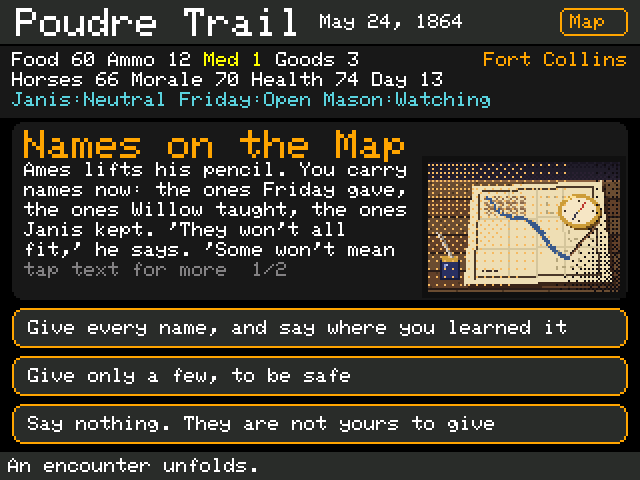 Poudre Trail May 24, 1864 Map
Food 60 Ammo 12 Med 1 Goods 3 Fort Collins
Horses 66 Morale 70 Health 74 Day 13
Janis:Neutral Friday:Open Mason:Watching
Names on the Map
Ames lifts his pencil. You carry
names now: the ones Friday gave,
the ones Willow taught, the ones
Janis kept. 'They won't all
fit,' he says. 'Some won't mean
tap text for more 1/2
Give every name, and say where you learned it
Give only a few, to be safe
Say nothing. They are not yours to give
An encounter unfolds.